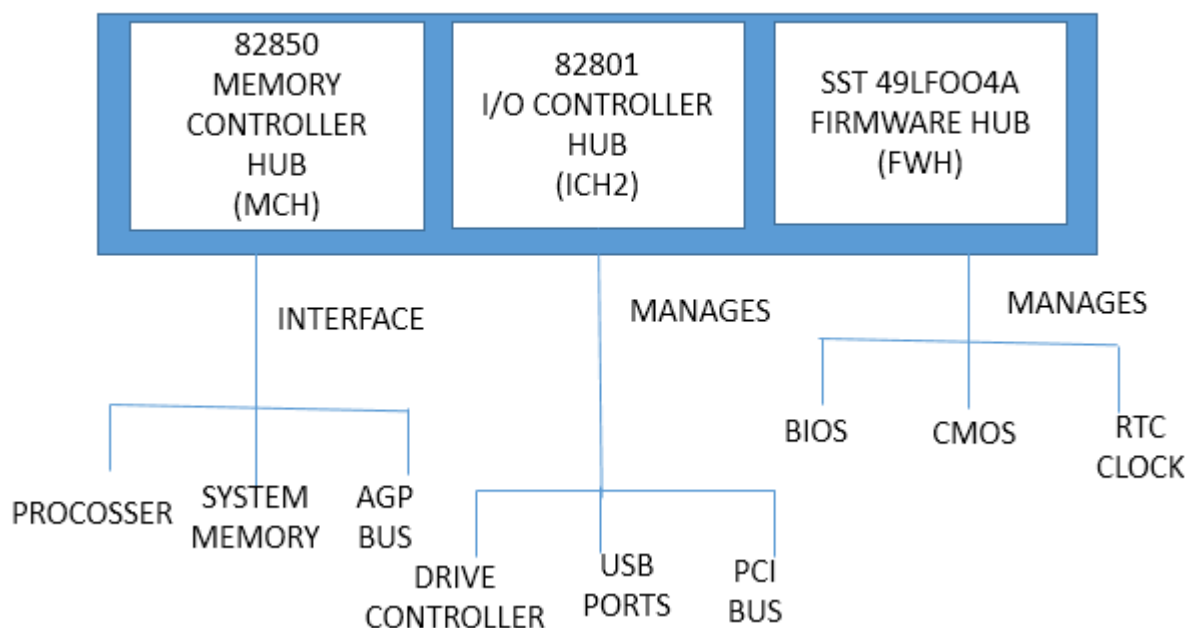 82850
MEMORY
CONTROLLER
HUB
(MCH)
82801
I/O CONTROLLER
HUB
(ICH2)
SST 49LFOO4A
FIRMWARE HUB
(FWH)
INTERFACE
MANAGES
MANAGES
PROCOSSER
SYSTEM
MEMORY
AGP
BUS
DRIVE
CONTROLLER
USB
PORTS
PCI
BUS
BIOS
CMOS
RTC
CLOCK